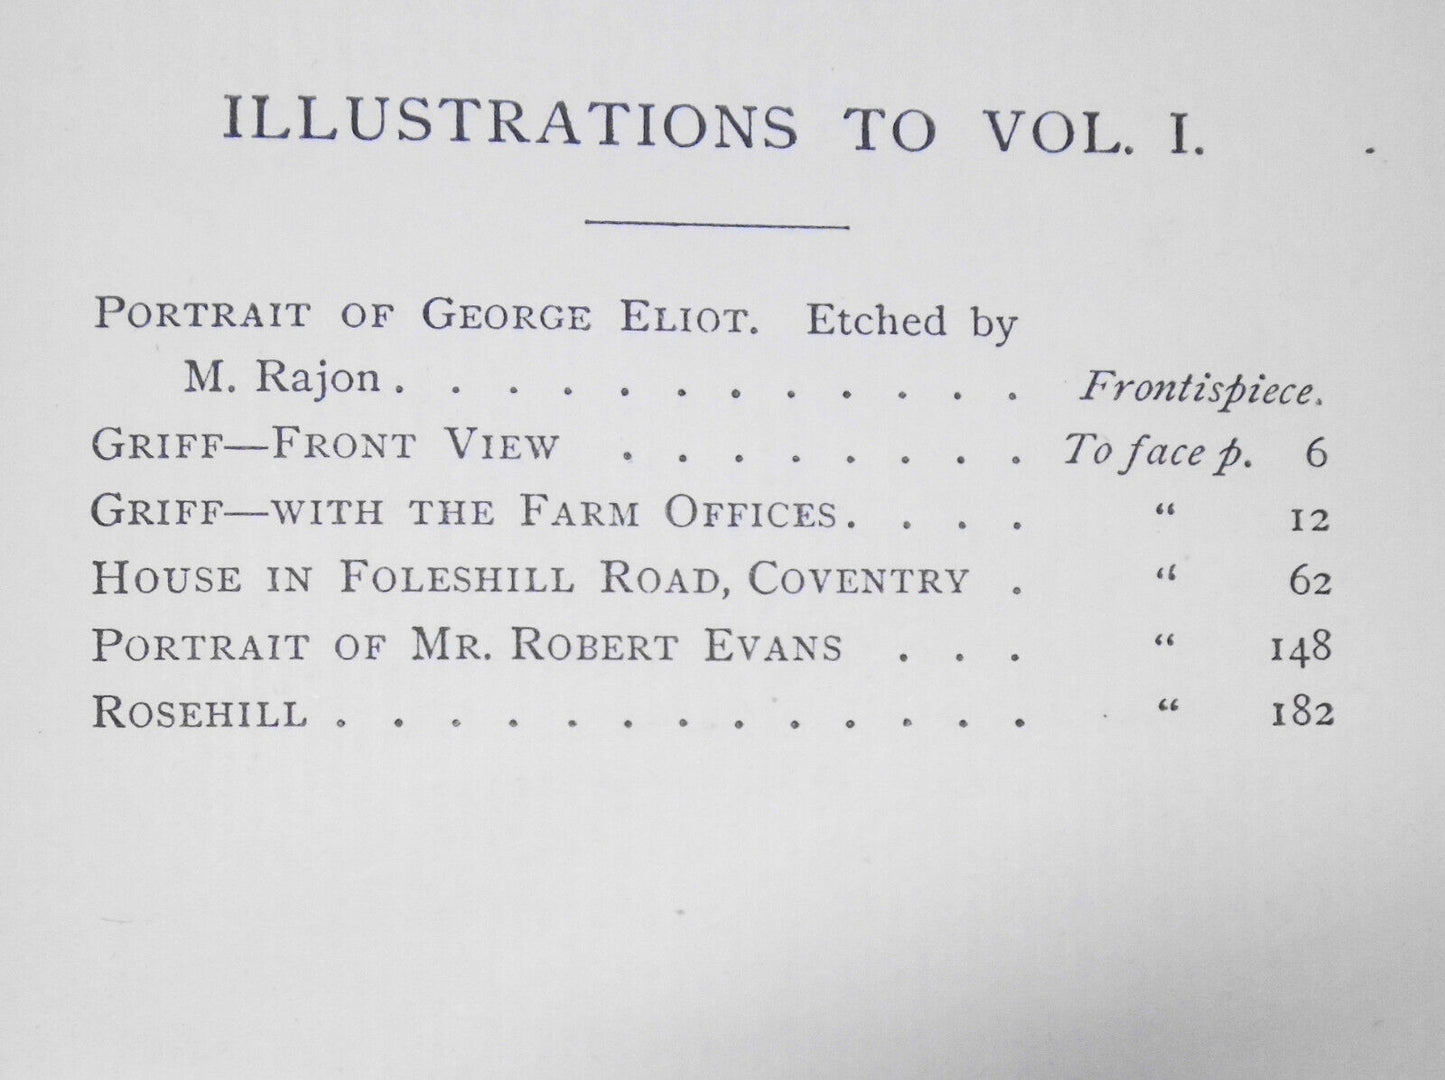 ILLUSTRATIONS TO VOL. I.
PORTRAIT OF GEORGE ELIOT. Etched by
M. Rajon . . . . . . . . . . . . Frontispiece.
GRIFF—FRONT VIEW . . . . . . . . To face p. 6
GRIFF—WITH THE FARM OFFICES. . . . “ 12
HOUSE IN FOLESHILL ROAD, COVENTRY . “ 62
PORTRAIT OF MR. ROBERT EVANS . . . “ 148
ROSEHILL . . . . . . . . . . . . . “ 182